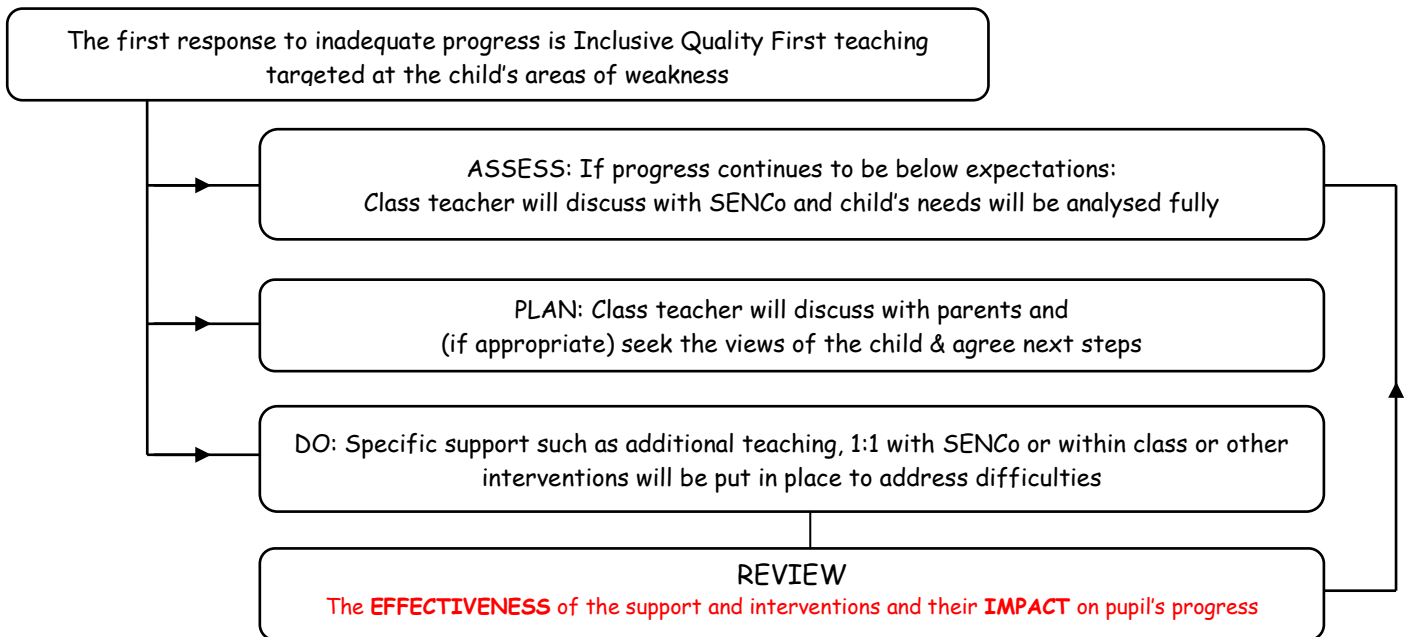 The first response to inadequate progress is Inclusive Quality First teaching
targeted at the child's areas of weakness
ASSESS: If progress continues to be below expectations:
Class teacher will discuss with SENCo and child's needs will be analysed fully
PLAN: Class teacher will discuss with parents and
(if appropriate) seek the views of the child & agree next steps
DO: Specific support such as additional teaching, 1:1 with SENCo or within class or other
interventions will be put in place to address difficulties
REVIEW
The EFFECTIVENESS of the support and interventions and their IMPACT on pupil's progress